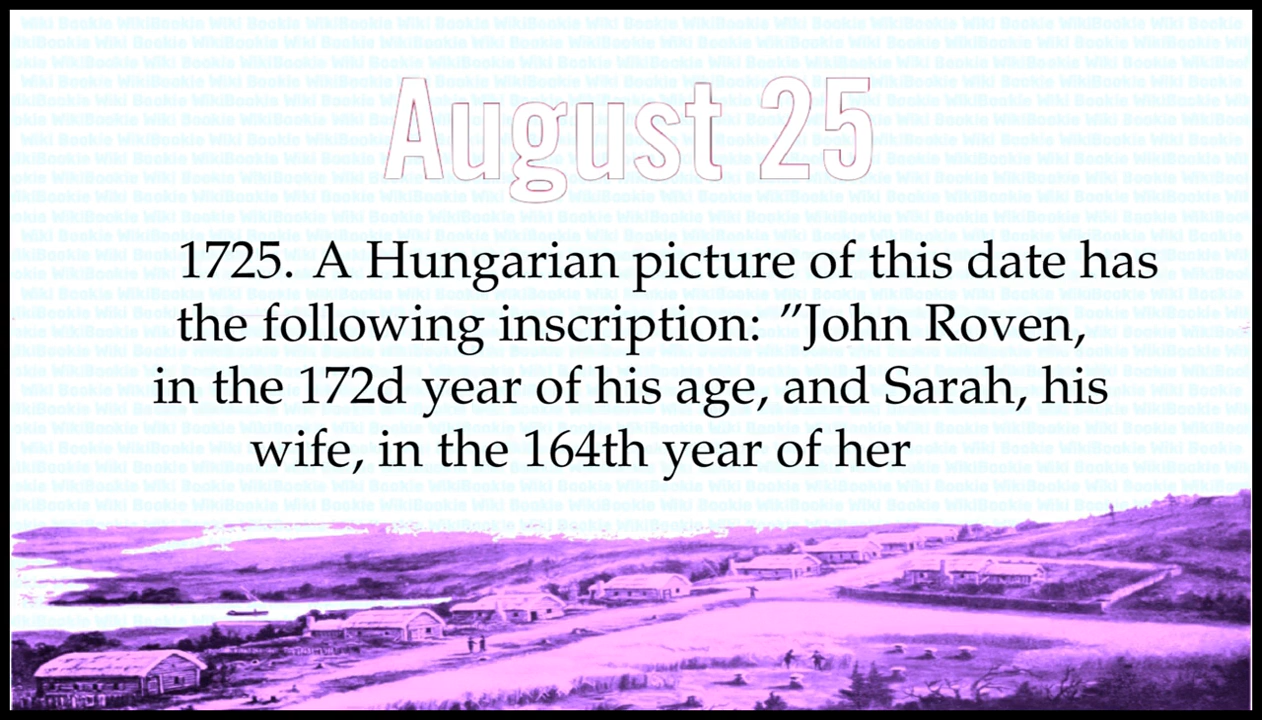 August 25
1725. A Hungarian picture of this date has
the following inscription:”John Roven,
in the 172d year of his age, and Sarah, his
wife, in the 164th year of her